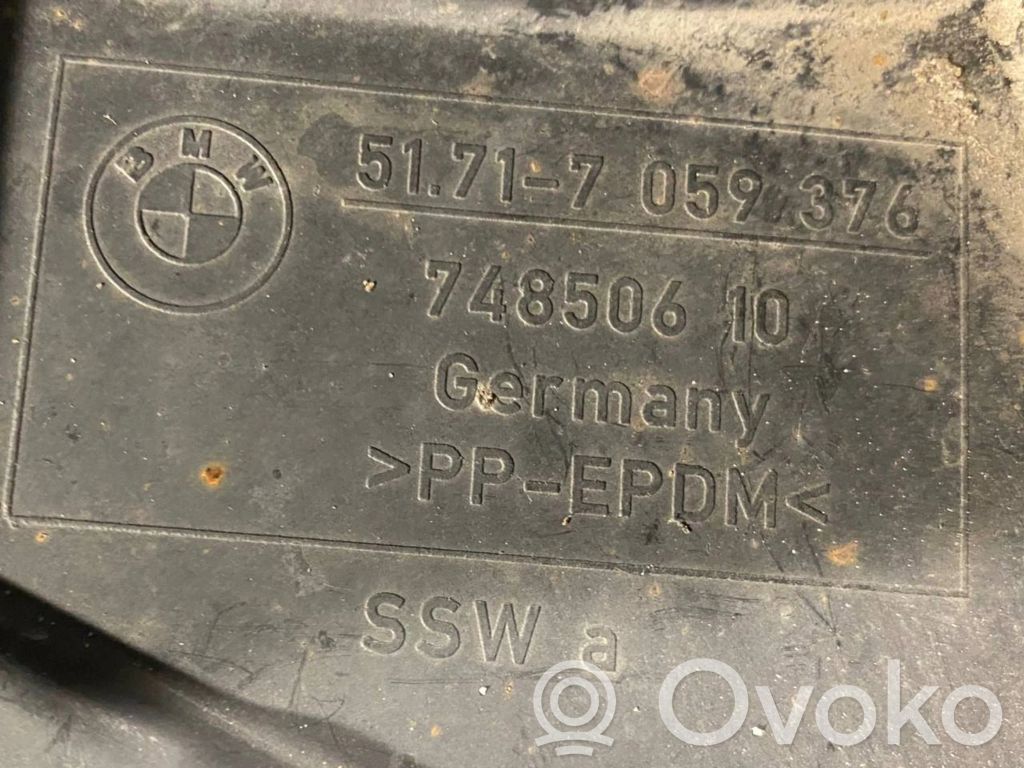 BMW
51.71-7 059 376
748506 10
Germany
>PP-EPDM<
SSW a
Ovoko